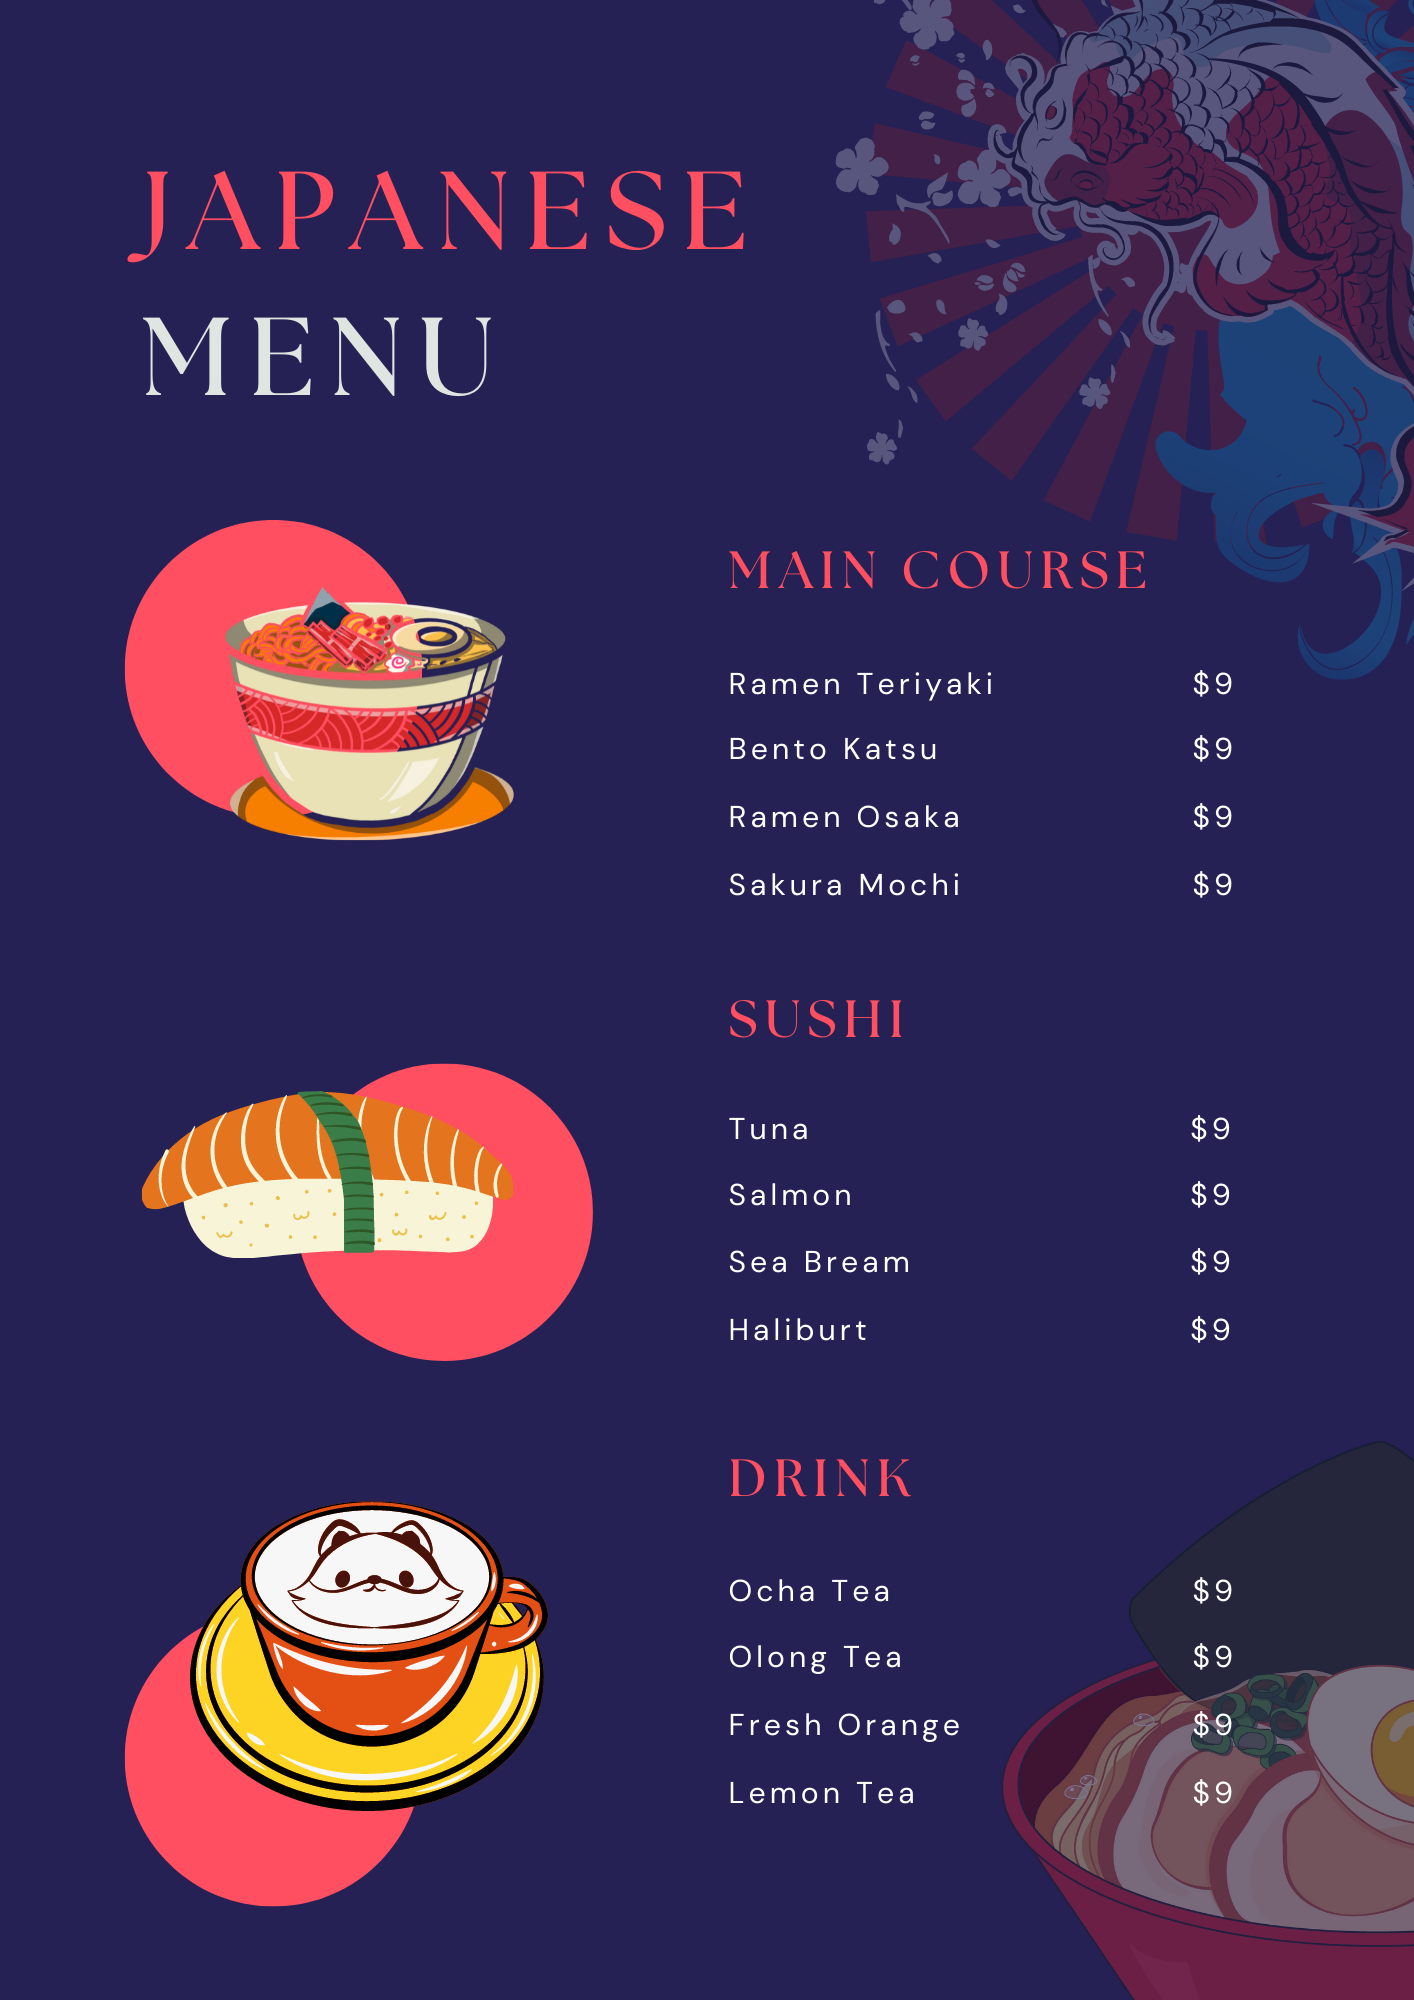 JAPANESE
MENU
MAIN COURSE
Ramen Teriyaki $9
Bento Katsu $9
Ramen Osaka $9
Sakura Mochi $9
SUSHI
Tuna $9
Salmon $9
Sea Bream $9
Haliburt $9
DRINK
Ocha Tea $9
Olong Tea $9
Fresh Orange $9
Lemon Tea $9